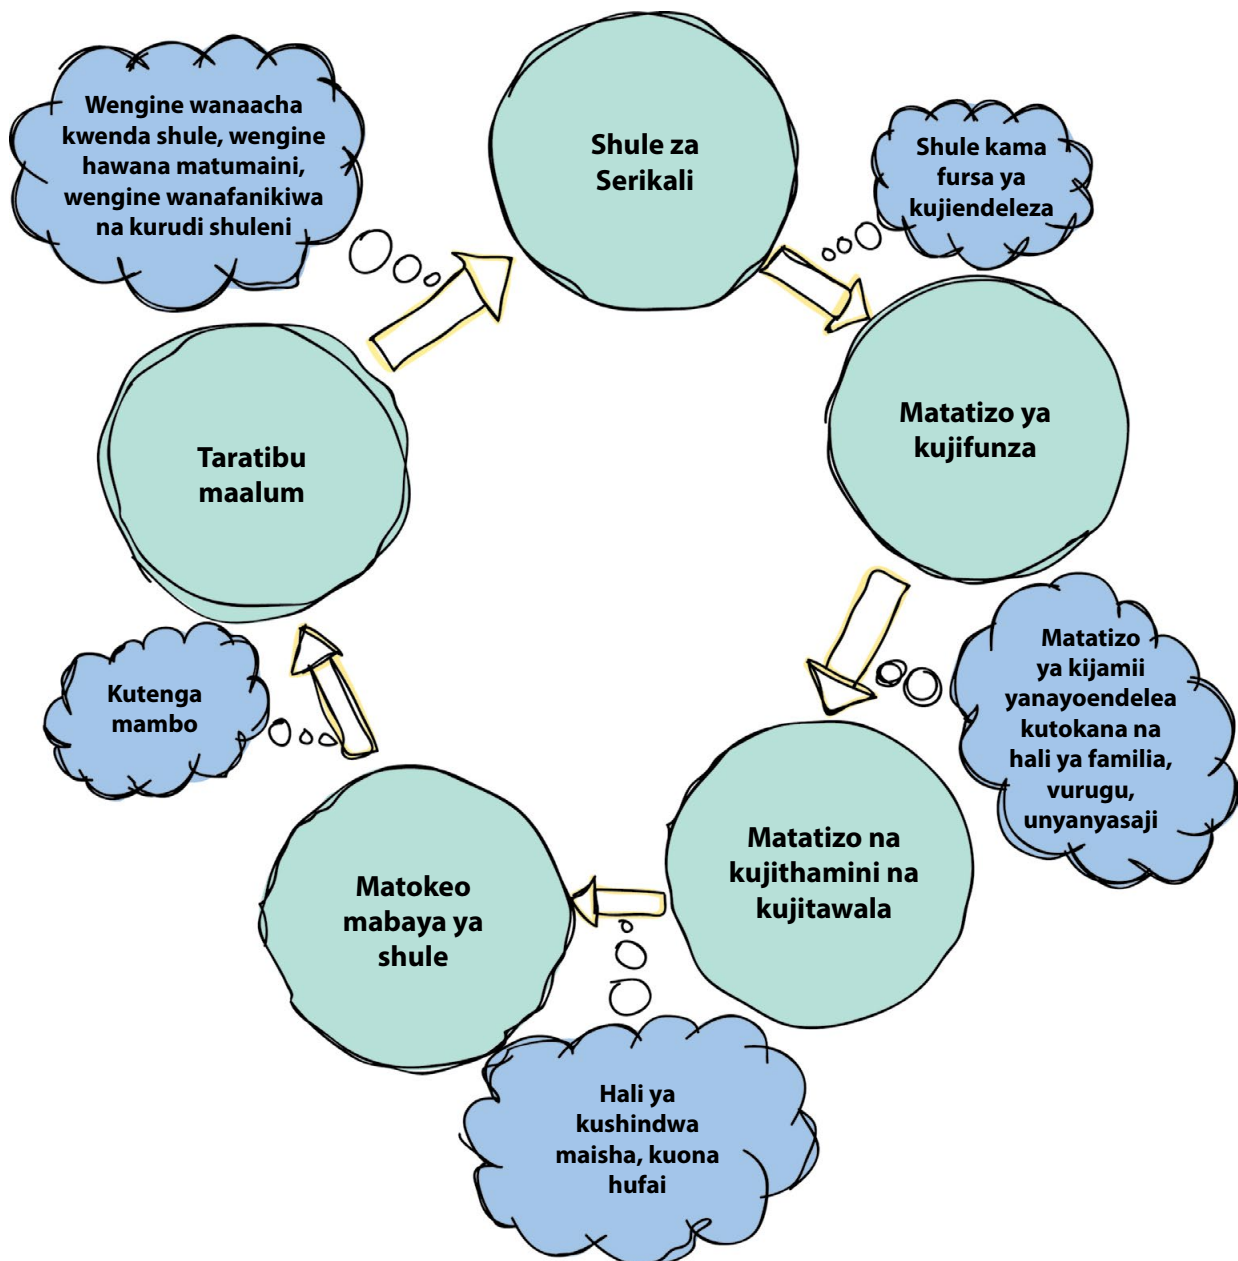 Wengine wanaacha
kwenda shule, wengine
hawana matumaini,
wengine wanafanikiwa
na kurudi shuleni
Shule za
Serikali
Shule kama
fursa ya
kujiendeleza
Matatizo ya
kujifunza
Matatizo
ya kijamii
yanayoendelea
kutokana na
hali ya familia,
vurugu,
unyanyasaji
Matatizo na
kujithamini na
kujitawala
Hali ya
kushindwa
maisha, kuona
hufai
Matokeo
mabaya ya
shule
Kutenga
mambo
Taratibu
maalum